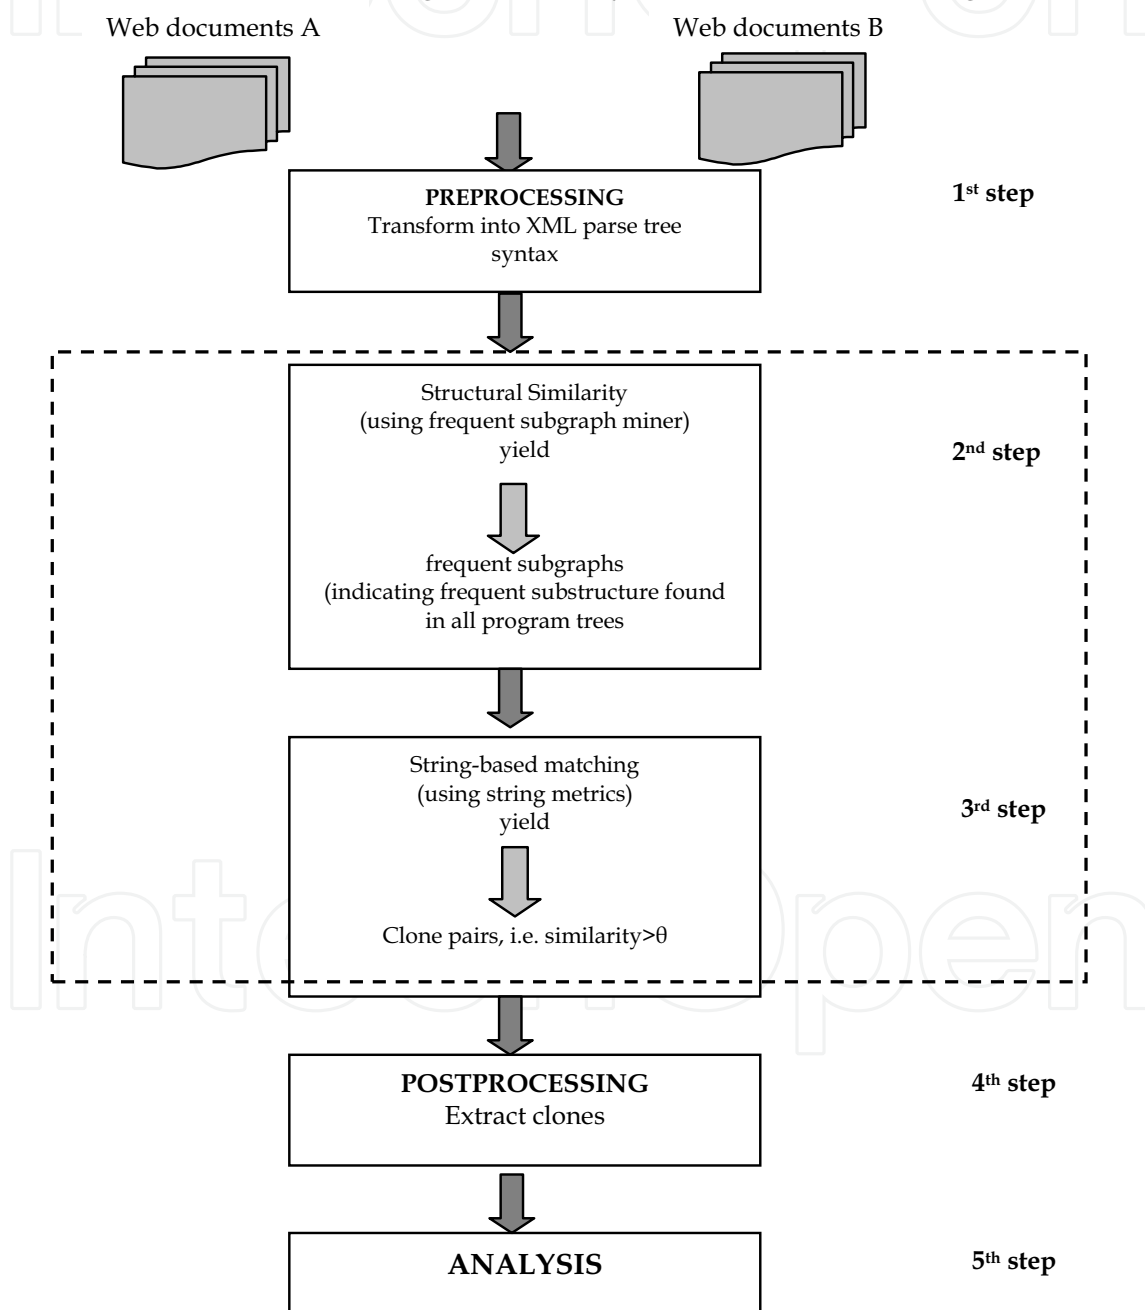 Web documents A
Web documents B
PREPROCESSING
Transform into XML parse tree
syntax
1st step
Structural Similarity
(using frequent subgraph miner)
yield
2nd step
frequent subgraphs
(indicating frequent substructure found
in all program trees
String-based matching
(using string metrics)
yield
3rd step
Clone pairs, i.e. similarity>θ
POSTPROCESSING
Extract clones
4th step
ANALYSIS
5th step
IntechOpen